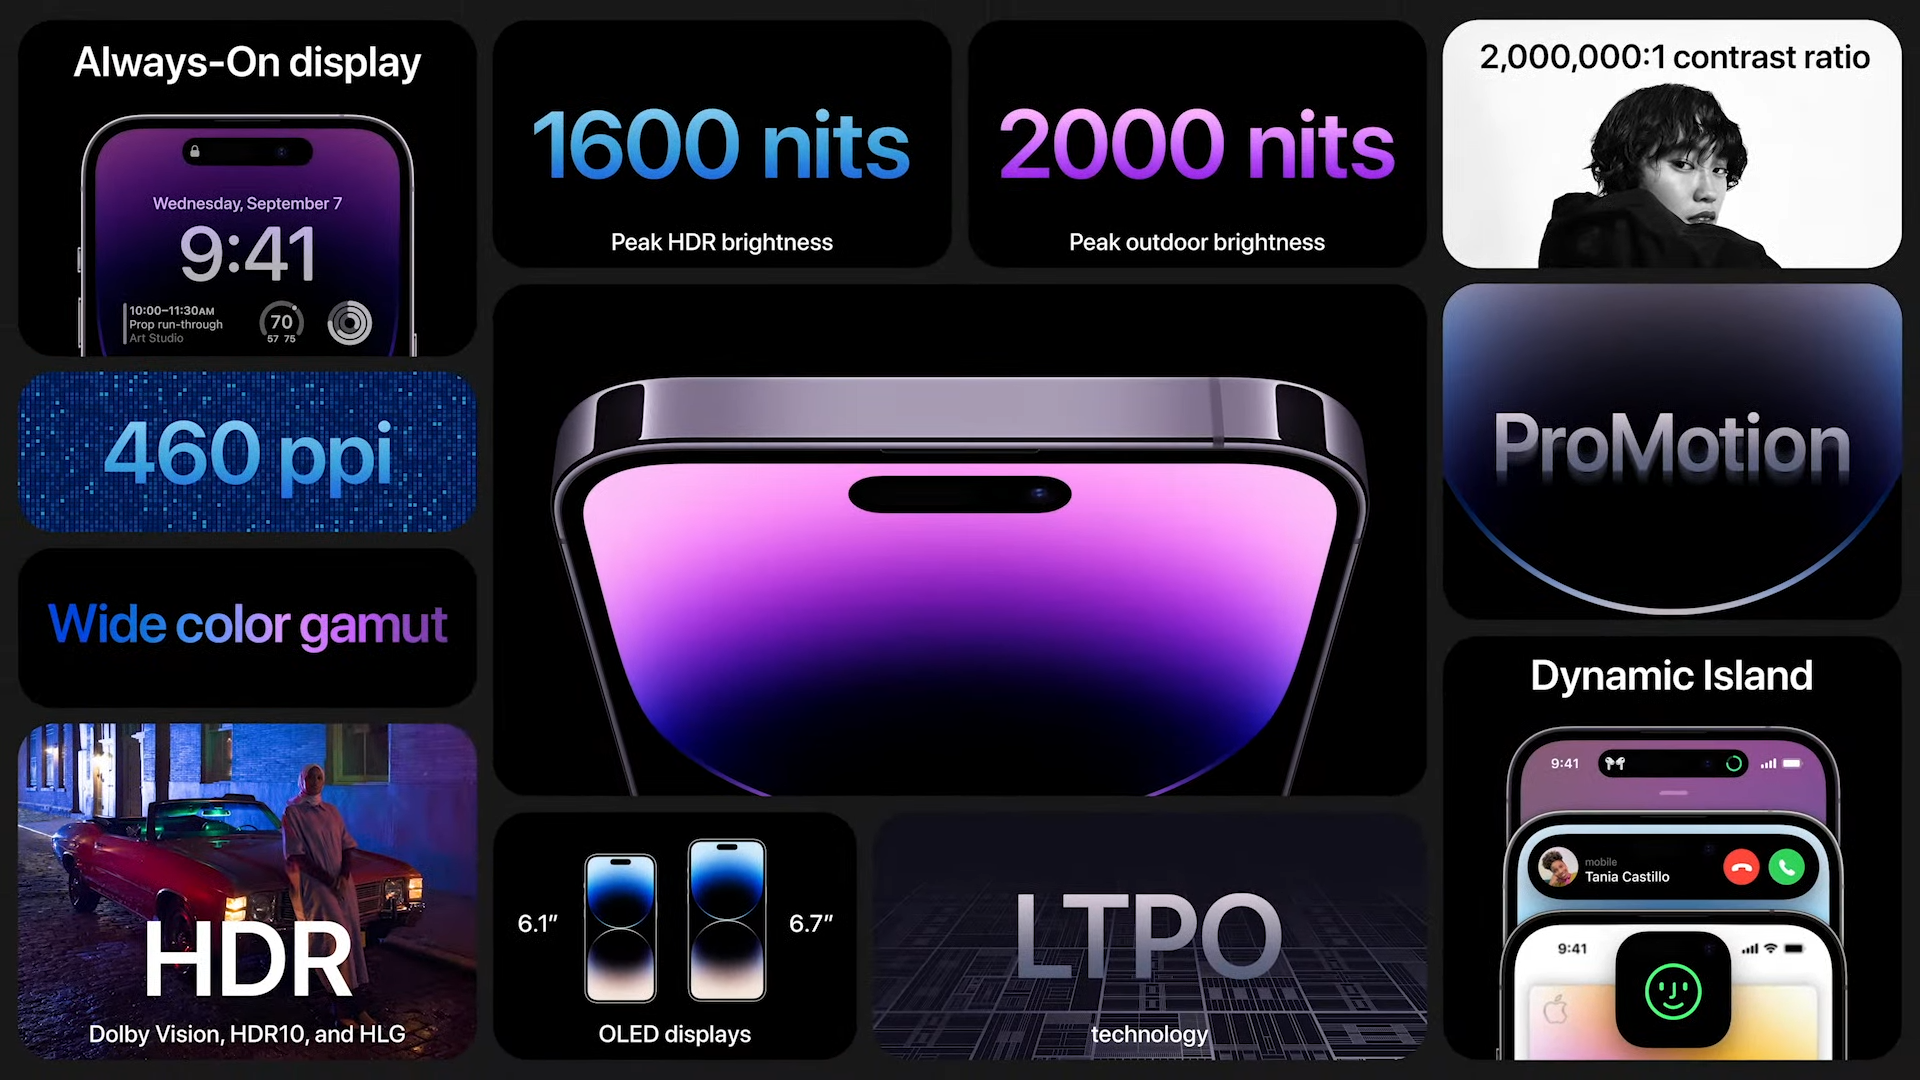 Always-On display
Wednesday, September 7
9:41
10:00–11:30AM
Prop run-through
Art Studio
70
57 75
1600 nits
Peak HDR brightness
2000 nits
Peak outdoor brightness
2,000,000:1 contrast ratio
460 ppi
ProMotion
Wide color gamut
Dynamic Island
9:41
mobile
Tania Castillo
9:41
HDR
Dolby Vision, HDR10, and HLG
6.1″
6.7″
OLED displays
LTPO
technology